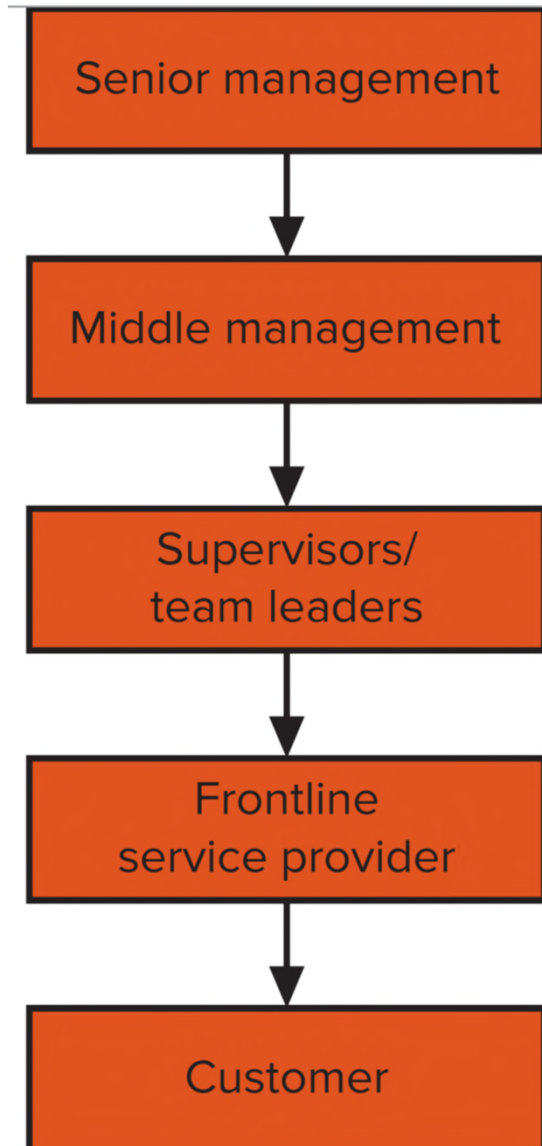 Senior management
Middle management
Supervisors/
team leaders
Frontline
service provider
Customer